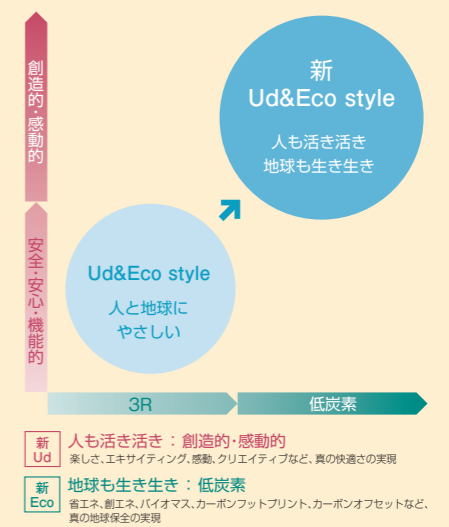 創造的・感動的
新
Ud&Eco style
人も活き活き
地球も生き生き
安全・安心・機能的
Ud&Eco style
人と地球に
やさしい
3R
低炭素
新
Ud
人も活き活き：創造的・感動的
楽しさ、エキサイティング、感動、クリエイティブなど、真の快適さの実現
新
Eco
地球も生き生き：低炭素
省エネ、創エネ、バイオマス、カーボンフットプリント、カーボンオフセットなど、
真の地球保全の実現